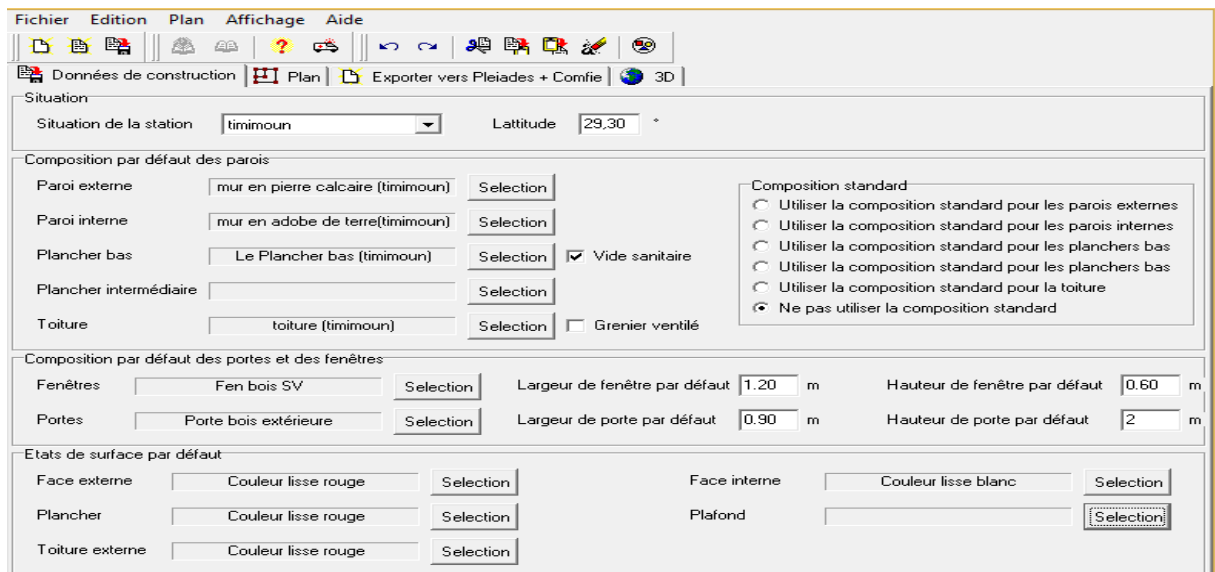 Fichier Edition Plan Affichage Aide
Données de construction Plan Exporter vers Pleiades + Comfie 3D
Situation
Situation de la station timimoun Lattitude 29,30 °
Composition par défaut des parois
Paroi externe mur en pierre calcaire (timimoun) Selection
Paroi interne mur en adobe de terre(timimoun) Selection
Plancher bas Le Plancher bas (timimoun) Selection Vide sanitaire
Plancher intermédiaire Selection
Toiture toiture (timimoun) Selection Grenier ventilé
Composition standard
Utiliser la composition standard pour les parois externes
Utiliser la composition standard pour les parois internes
Utiliser la composition standard pour les planchers bas
Utiliser la composition standard pour les planchers bas
Utiliser la composition standard pour la toiture
Ne pas utiliser la composition standard
Composition par défaut des portes et des fenêtres
Fenêtres Fen bois SV Selection Largeur de fenêtre par défaut 1.20 m Hauteur de fenêtre par défaut 0.60 m
Portes Porte bois extérieure Selection Largeur de porte par défaut 0.90 m Hauteur de porte par défaut 2 m
Etats de surface par défaut
Face externe Couleur lisse rouge Selection Face interne Couleur lisse blanc Selection
Plancher Couleur lisse rouge Selection Plafond Selection
Toiture externe Couleur lisse rouge Selection